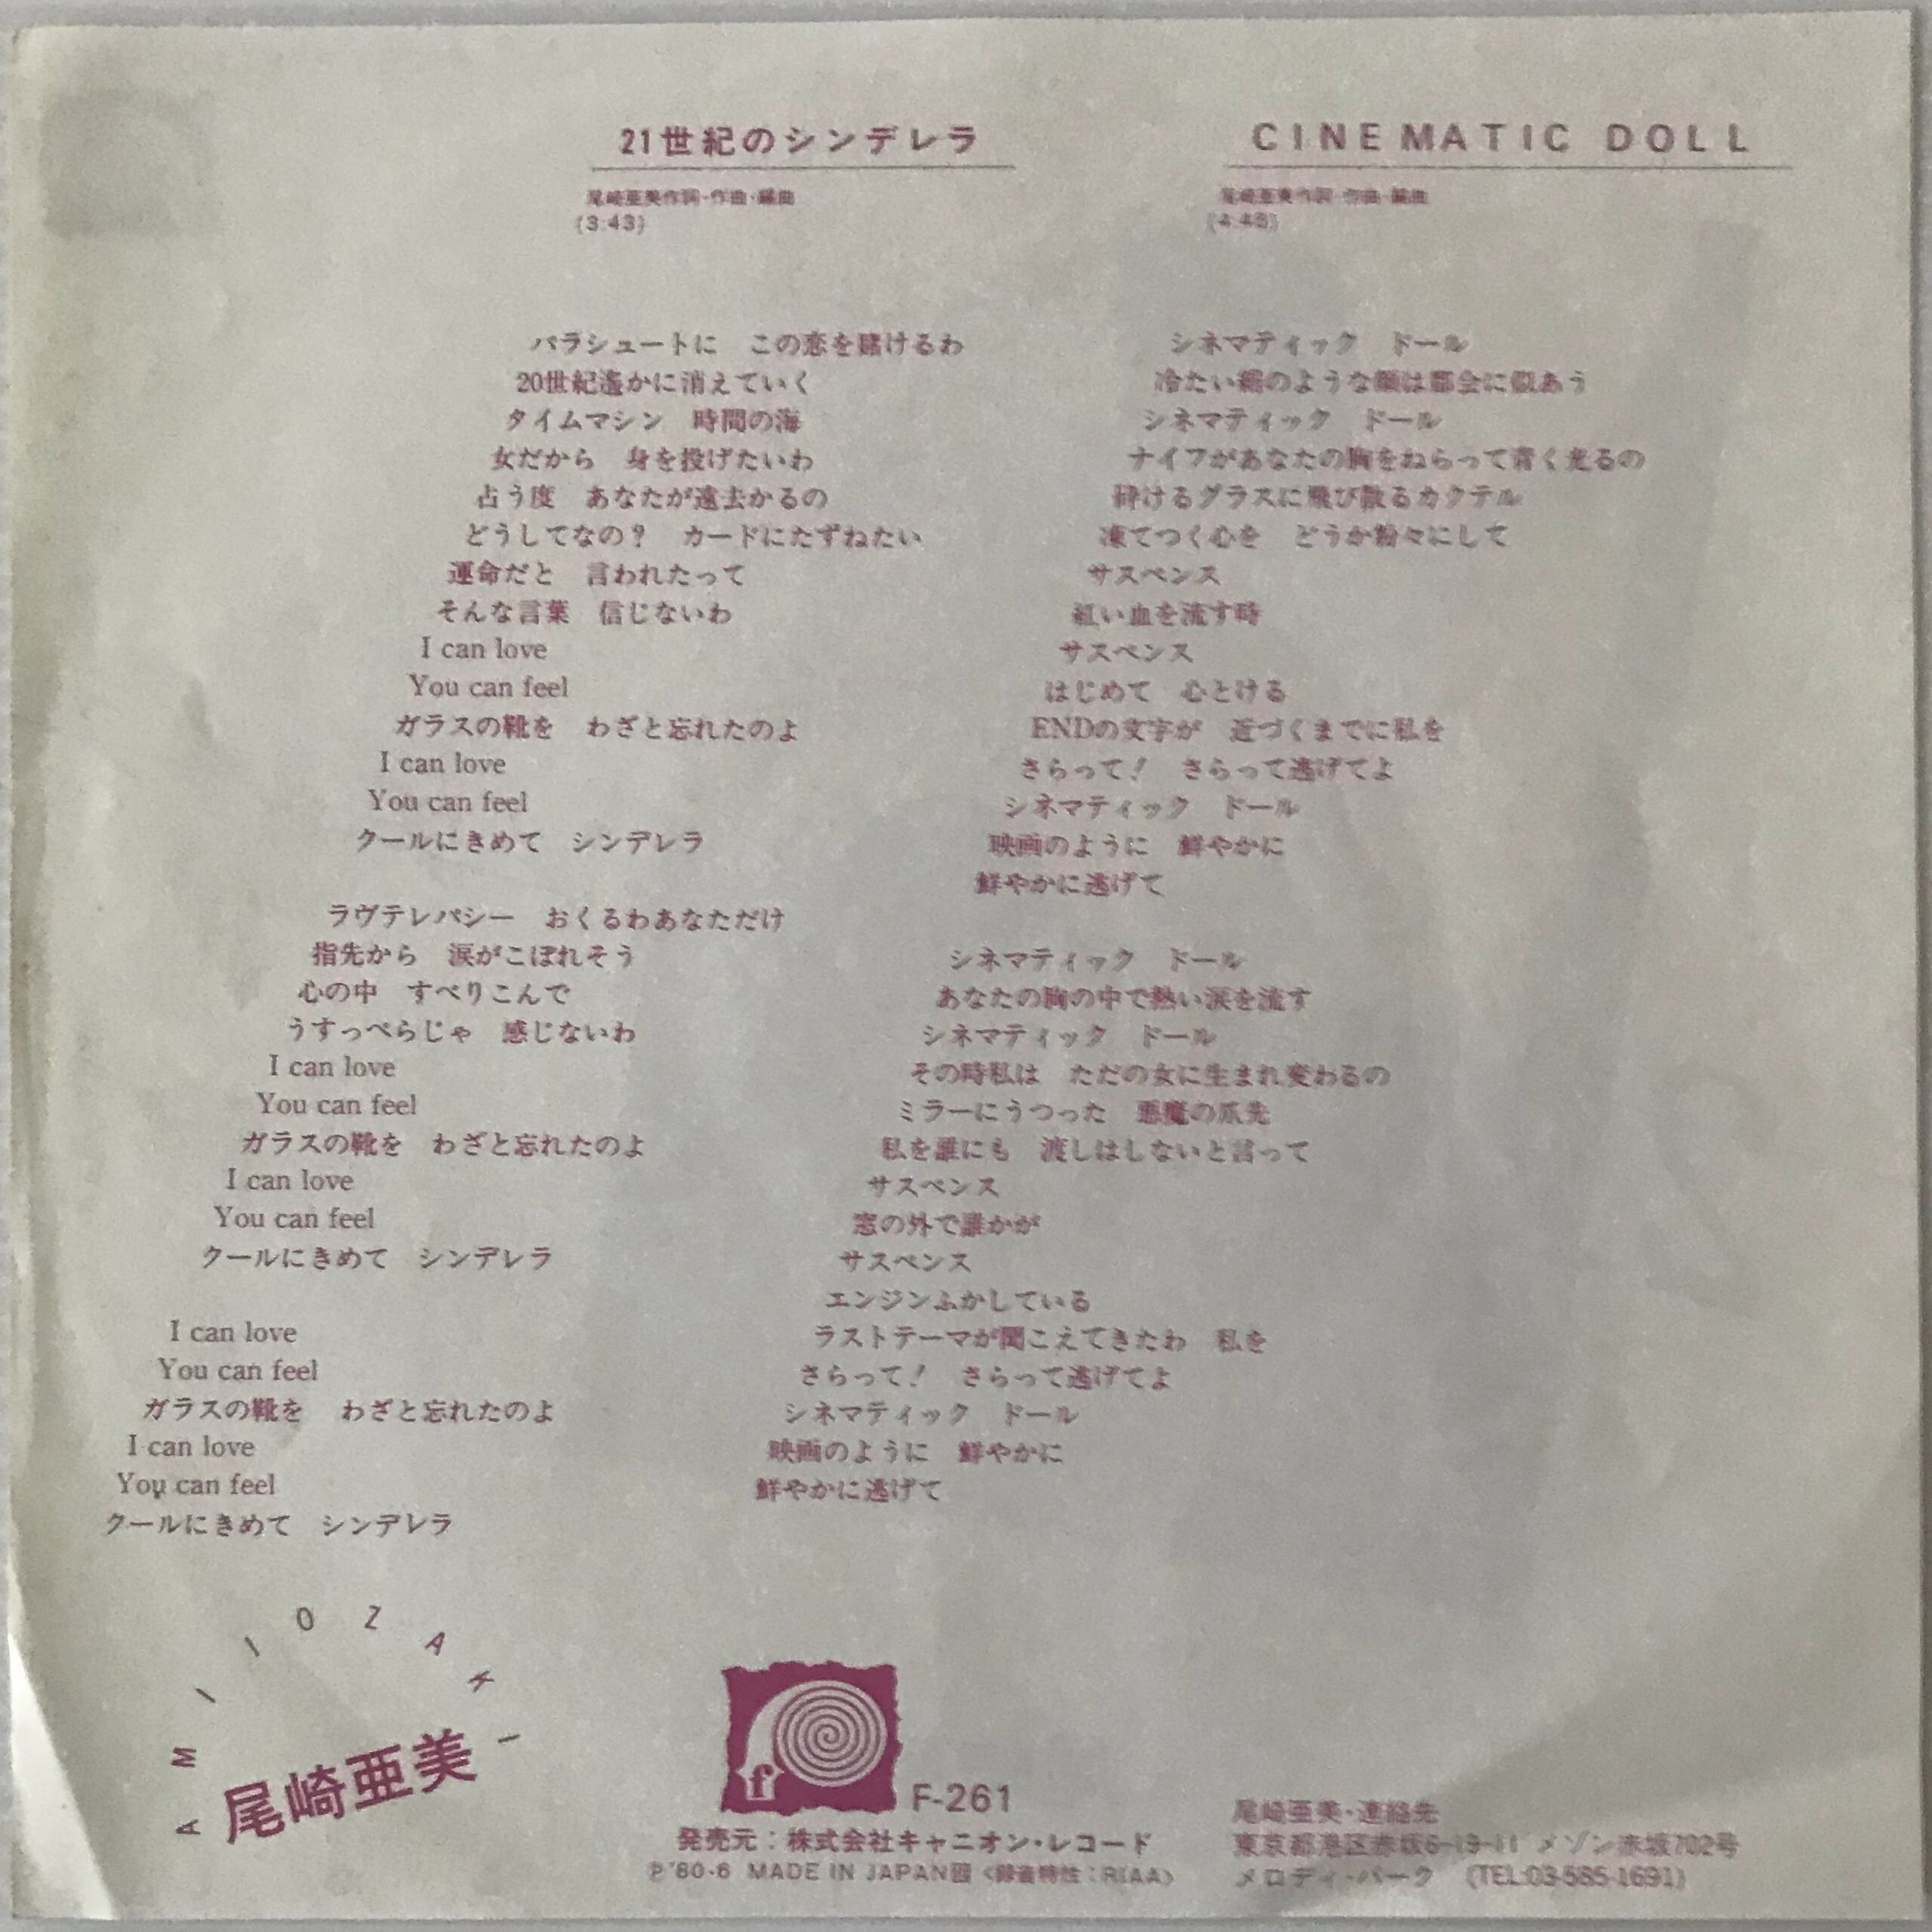 21世紀のシンデレラ
尾崎亜美作詞・作曲・編曲
(3:43)
パラシュートに この恋を賭けるわ
20世紀遙かに消えていく
タイムマシン 時間の海
女だから 身を投げたいわ
占う度 あなたが遠去かるの
どうしてなの? カードにたずねたい
運命だと 言われたって
そんな言葉 信じないわ
I can love
You can feel
ガラスの靴を わざと忘れたのよ
I can love
You can feel
クールにきめて シンデレラ
ラヴテレパシー おくるわあなただけ
指先から 涙がこぼれそう
心の中 すべりこんで
うすっぺらじゃ 感じないわ
I can love
You can feel
ガラスの靴を わざと忘れたのよ
I can love
You can feel
クールにきめて シンデレラ
I can love
You can feel
ガラスの靴を わざと忘れたのよ
I can love
You can feel
クールにきめて シンデレラ
CINEMATIC DOLL
尾崎亜美作詞・作曲・編曲
シネマティック ドール
冷たい絹のような顔は都会に似あう
シネマティック ドール
ナイフがあなたの胸をねらって青く光るの
砕けるグラスに飛び散るカクテル
凍てつく心を どうか粉々にして
サスペンス
紅い血を流す時
サスペンス
はじめて 心とける
ENDの文字が 近づくまでに私を
さらって! さらって逃げてよ
シネマティック ドール
映画のように 鮮やかに
鮮やかに逃げて
シネマティック ドール
あなたの胸の中で熱い涙を流す
シネマティック ドール
その時私は ただの女に生まれ変わるの
ミラーにうつった 悪魔の爪先
私を誰にも 渡しはしないと言って
サスペンス
窓の外で誰かが
サスペンス
エンジンふかしている
ラストテーマが聞こえてきたわ 私を
さらって! さらって逃げてよ
シネマティック ドール
映画のように 鮮やかに
鮮やかに逃げて
AMII OZAKI
尾崎亜美
f
F-261
発売元:株式会社キャニオン・レコード
Ⓟ'80・6 MADE IN JAPAN <録音特性:RIAA>
尾崎亜美・連絡先
東京都港区赤坂6-19-11 メゾン赤坂702号
メロディ・パーク (TEL:03-585-1691)